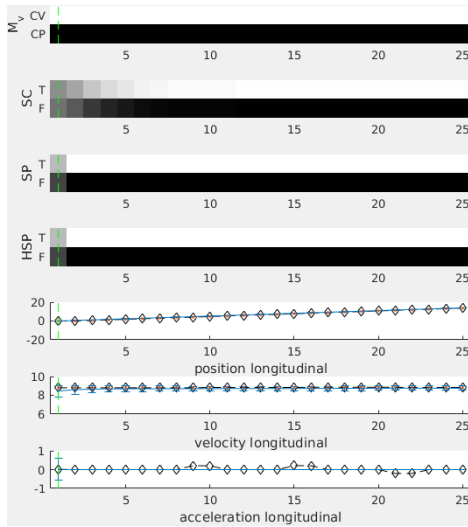 M_v CV
CP
5 10 15 20 25
SC T
F
5 10 15 20 25
SP T
F
5 10 15 20 25
HSP T
F
5 10 15 20 25
20
0
-20
5 10 15 20 25
position longitudinal
10
8
6
5 10 15 20 25
velocity longitudinal
1
0
-1
5 10 15 20 25
acceleration longitudinal